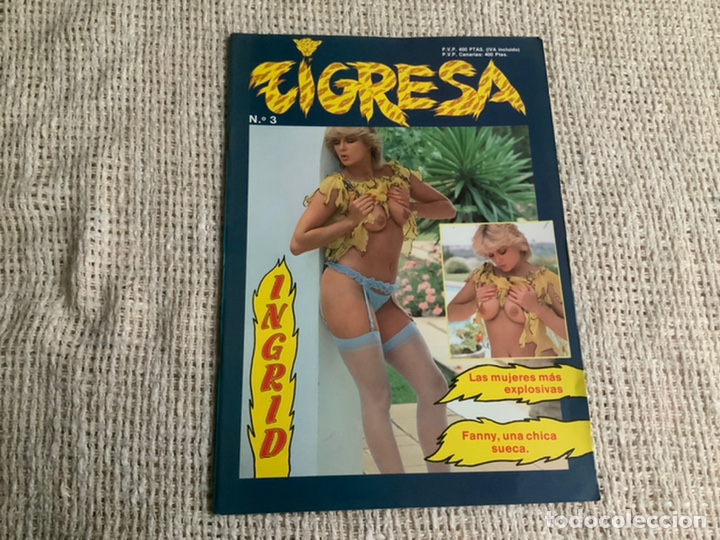 P.V.P. 400 PTAS. (IVA incluido)
P.V.P. Canarias: 400 Ptas.
TIGRESA
N.º 3
INGRID
Las mujeres más
explosivas
Fanny, una chica
sueca.
todocoleccion